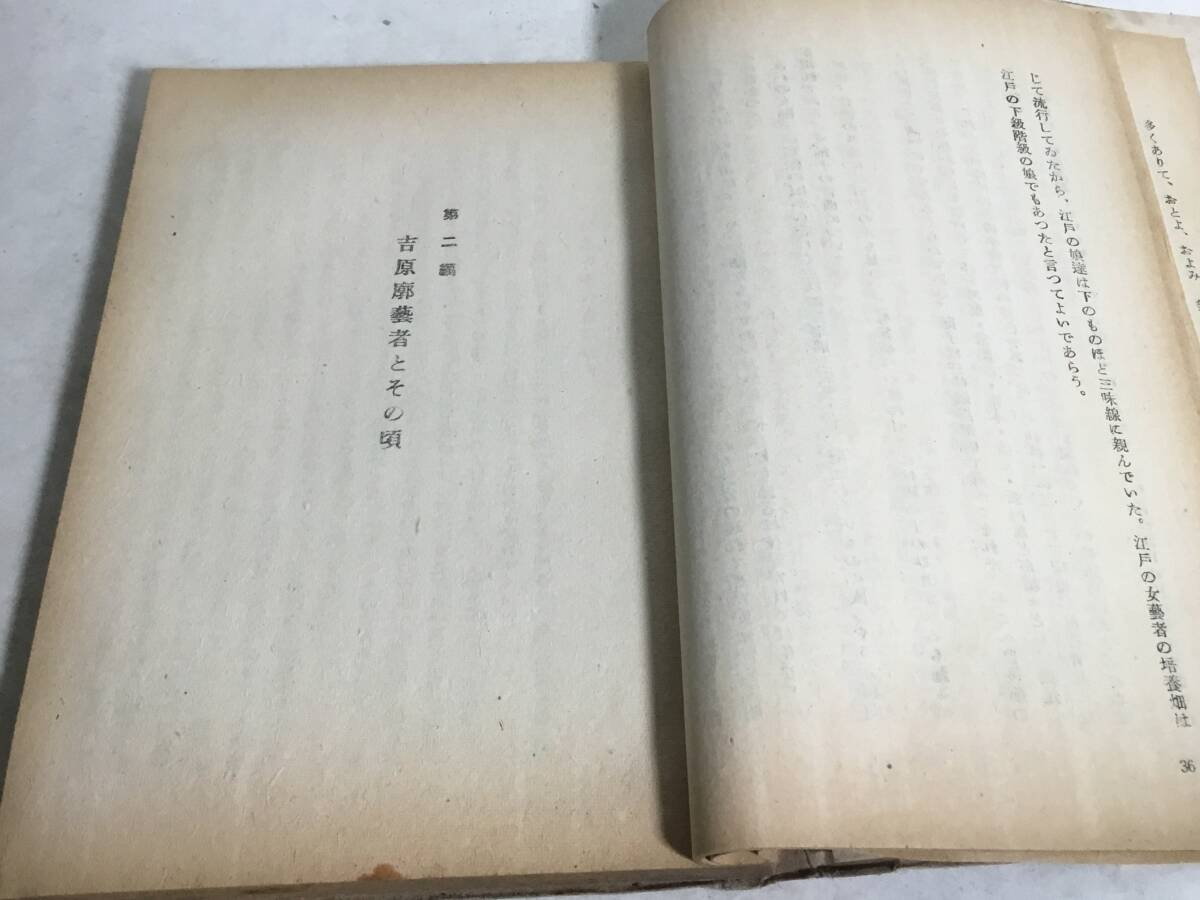 多くありて、おとよ、およみ
じて流行してゐたから、江戸の娘達は下のものほど三味線に親んでいた。江戸の女藝者の培養畑は
江戸の下級階級の娘でもあつたと言つてよいであらう。
36
第二編
吉原廓藝者とその頃